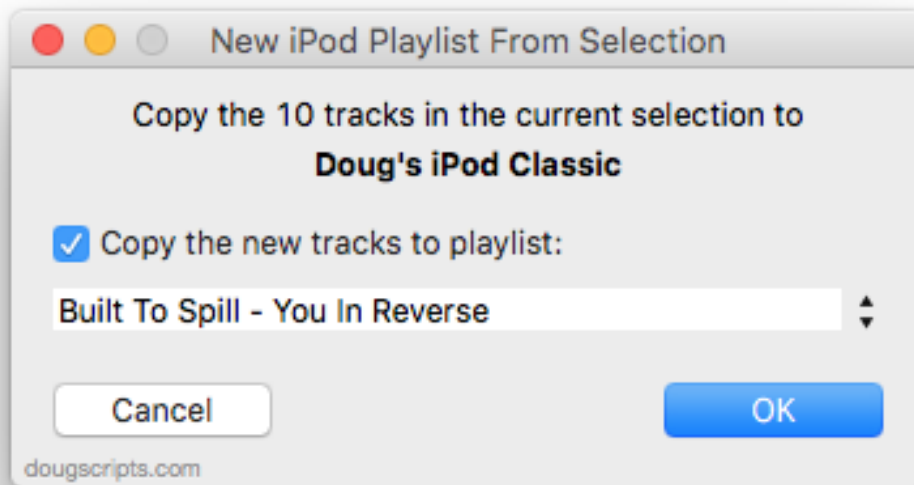 New iPod Playlist From Selection
Copy the 10 tracks in the current selection to
Doug's iPod Classic
Copy the new tracks to playlist:
Built To Spill - You In Reverse
Cancel
OK
dougscripts.com